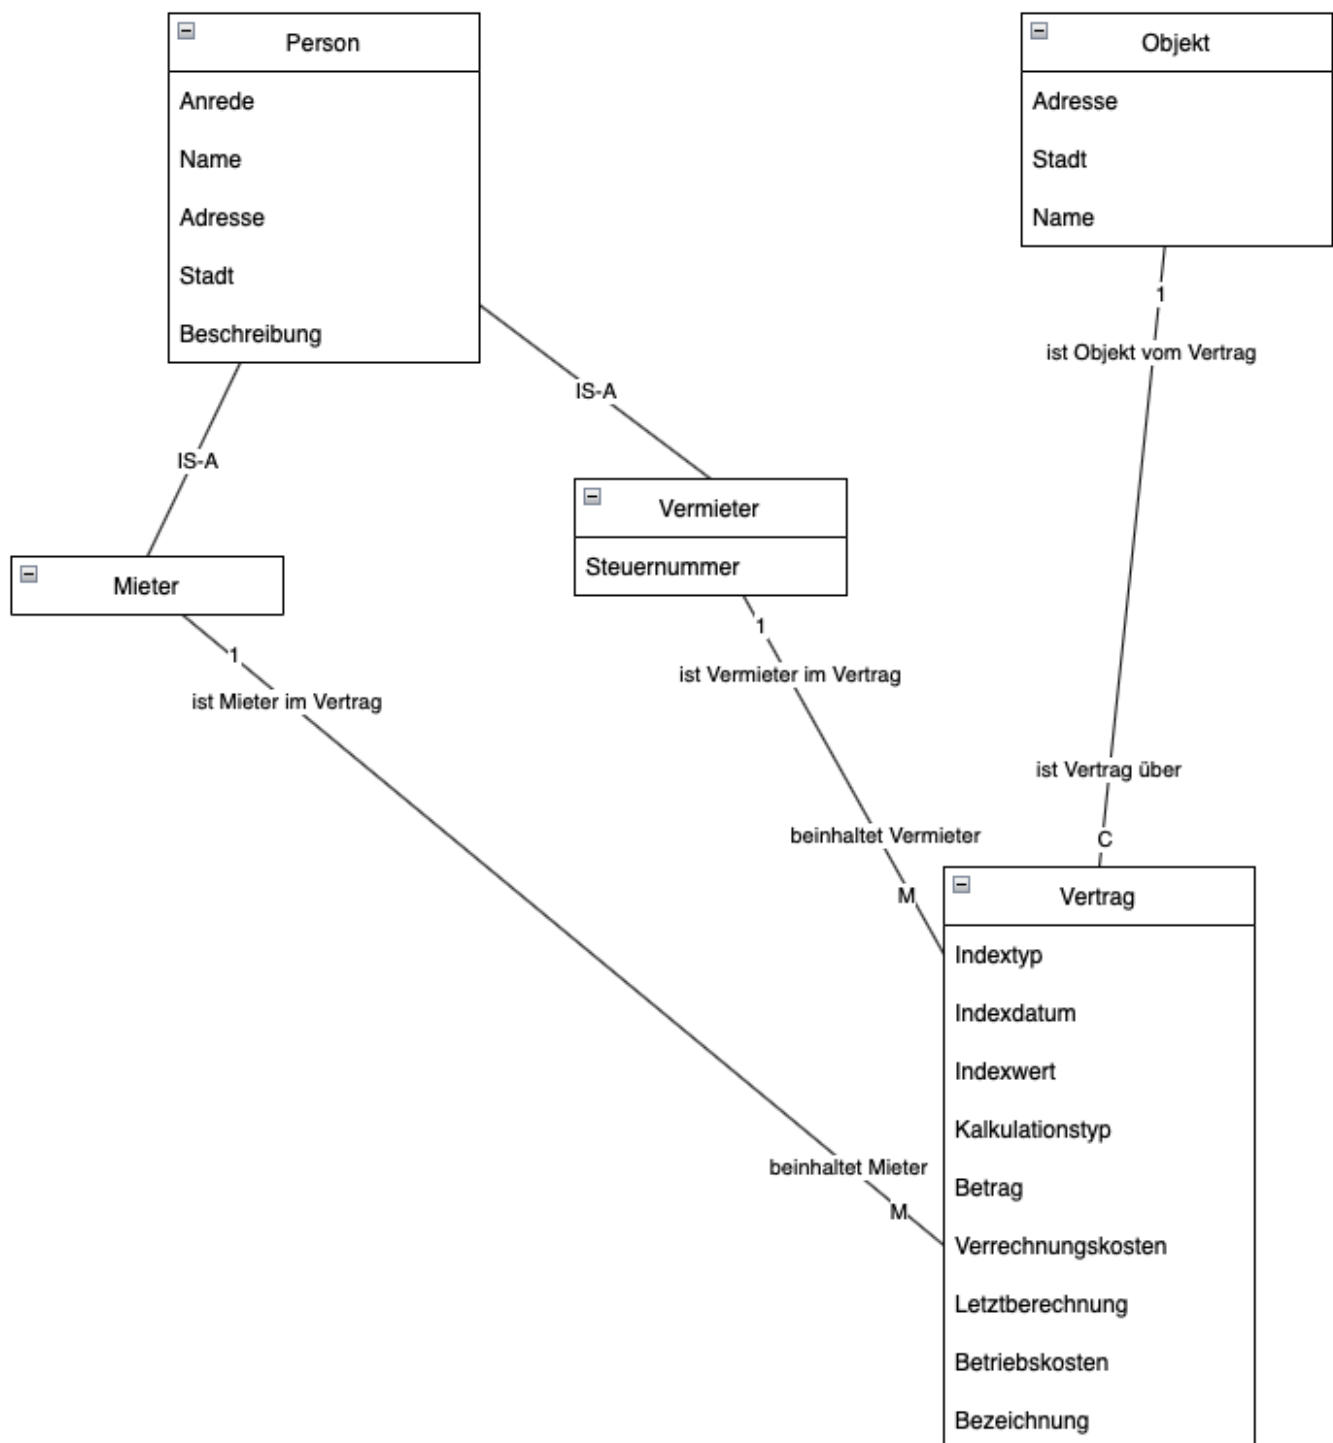 Person
Anrede
Name
Adresse
Stadt
Beschreibung
Objekt
Adresse
Stadt
Name
1
ist Objekt vom Vertrag
IS-A
IS-A
Vermieter
Steuernummer
Mieter
1
ist Vermieter im Vertrag
1
ist Mieter im Vertrag
ist Vertrag über
C
beinhaltet Vermieter
M
beinhaltet Mieter
M
Vertrag
Indextyp
Indexdatum
Indexwert
Kalkulationstyp
Betrag
Verrechnungskosten
Letztberechnung
Betriebskosten
Bezeichnung